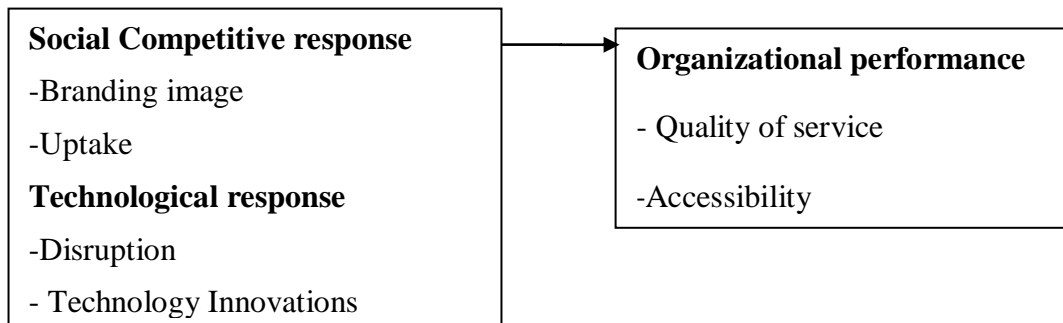 Social Competitive response
-Branding image
-Uptake
Technological response
-Disruption
- Technology Innovations
Organizational performance
- Quality of service
-Accessibility